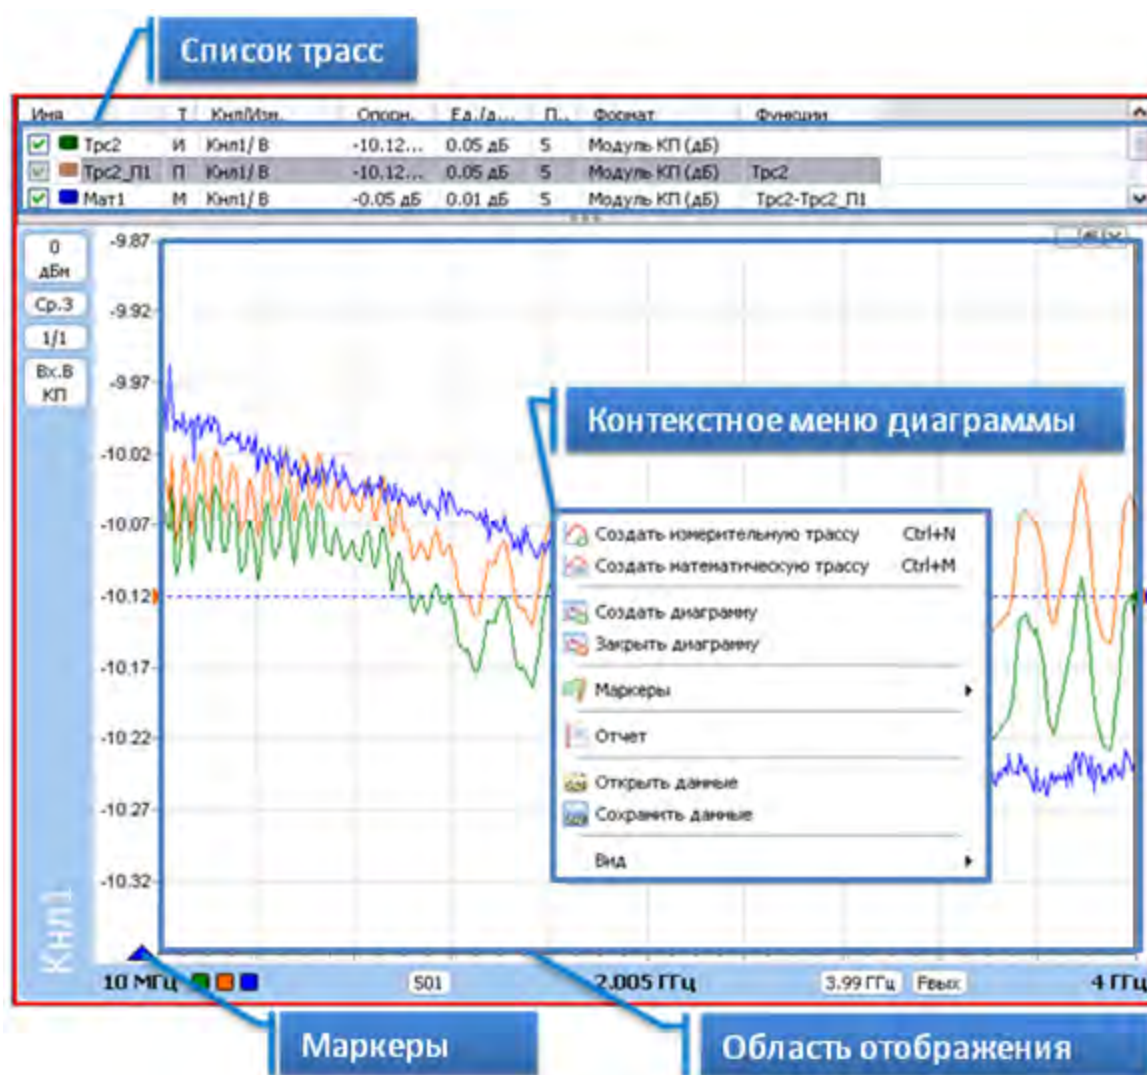 Список трасс
Имя Т Кнл/Изм. Опорн. Ед./д... П.. Формат Функции
Трс2 И Кнл1/ В -10.12... 0.05 дБ 5 Модуль КП (дБ)
Трс2_П1 П Кнл1/ В -10.12... 0.05 дБ 5 Модуль КП (дБ) Трс2
Мат1 М Кнл1/ В -0.05 дБ 0.01 дБ 5 Модуль КП (дБ) Трс2-Трс2_П1
0
дБм
Ср.3
1/1
Вх.В
КП
-9.87
-9.92
-9.97
-10.02
-10.07
-10.12
-10.17
-10.22
-10.27
-10.32
Контекстное меню диаграммы
Создать измерительную трассу Ctrl+N
Создать математическую трассу Ctrl+M
Создать диаграмму
Закрыть диаграмму
Маркеры
Отчет
Открыть данные
Сохранить данные
Вид
Кнл1
10 МГц 501 2.005 ГГц 3.99 ГГц Fвых 4 ГГц
Маркеры
Область отображения